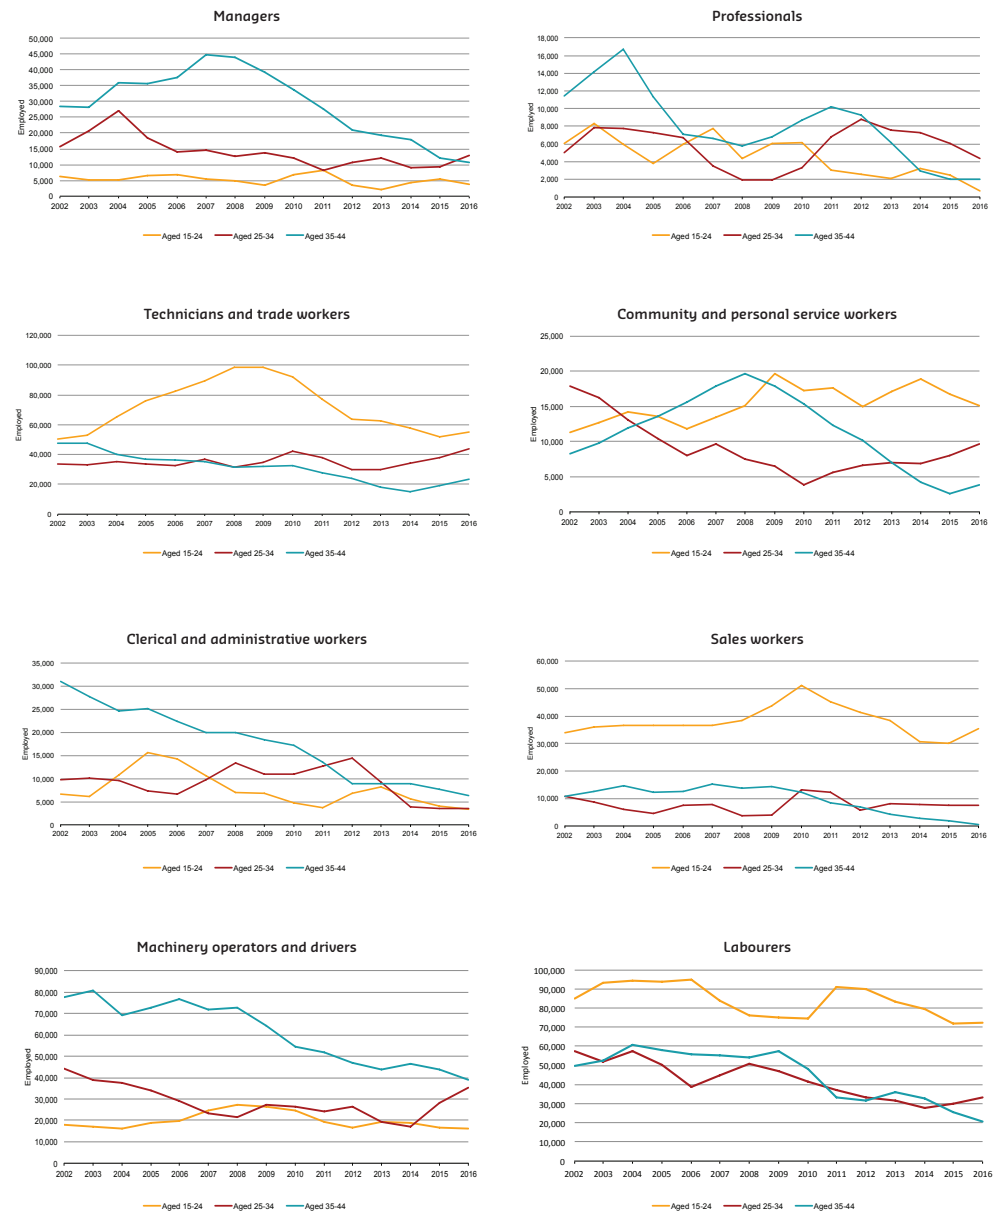 Managers
50,000
45,000
40,000
35,000
30,000
25,000
20,000
15,000
10,000
5,000
0
Employed
2002 2003 2004 2005 2006 2007 2008 2009 2010 2011 2012 2013 2014 2015 2016
Aged 15-24 Aged 25-34 Aged 35-44
Professionals
18,000
16,000
14,000
12,000
10,000
8,000
6,000
4,000
2,000
0
Emplyed
2002 2003 2004 2005 2006 2007 2008 2009 2010 2011 2012 2013 2014 2015 2016
Aged 15-24 Aged 25-34 Aged 35-44
Technicians and trade workers
120,000
100,000
80,000
60,000
40,000
20,000
0
Employed
2002 2003 2004 2005 2006 2007 2008 2009 2010 2011 2012 2013 2014 2015 2016
Aged 15-24 Aged 25-34 Aged 35-44
Community and personal service workers
25,000
20,000
15,000
10,000
5,000
0
Employed
2002 2003 2004 2005 2006 2007 2008 2009 2010 2011 2012 2013 2014 2015 2016
Aged 15-24 Aged 25-34 Aged 35-44
Clerical and administrative workers
35,000
30,000
25,000
20,000
15,000
10,000
5,000
0
Employed
2002 2003 2004 2005 2006 2007 2008 2009 2010 2011 2012 2013 2014 2015 2016
Aged 15-24 Aged 25-34 Aged 35-44
Sales workers
60,000
50,000
40,000
30,000
20,000
10,000
0
Employed
2002 2003 2004 2005 2006 2007 2008 2009 2010 2011 2012 2013 2014 2015 2016
Aged 15-24 Aged 25-34 Aged 35-44
Machinery operators and drivers
90,000
80,000
70,000
60,000
50,000
40,000
30,000
20,000
10,000
0
Employed
2002 2003 2004 2005 2006 2007 2008 2009 2010 2011 2012 2013 2014 2015 2016
Aged 15-24 Aged 25-34 Aged 35-44
Labourers
100,000
90,000
80,000
70,000
60,000
50,000
40,000
30,000
20,000
10,000
0
Employed
2002 2003 2004 2005 2006 2007 2008 2009 2010 2011 2012 2013 2014 2015 2016
Aged 15-24 Aged 25-34 Aged 35-44